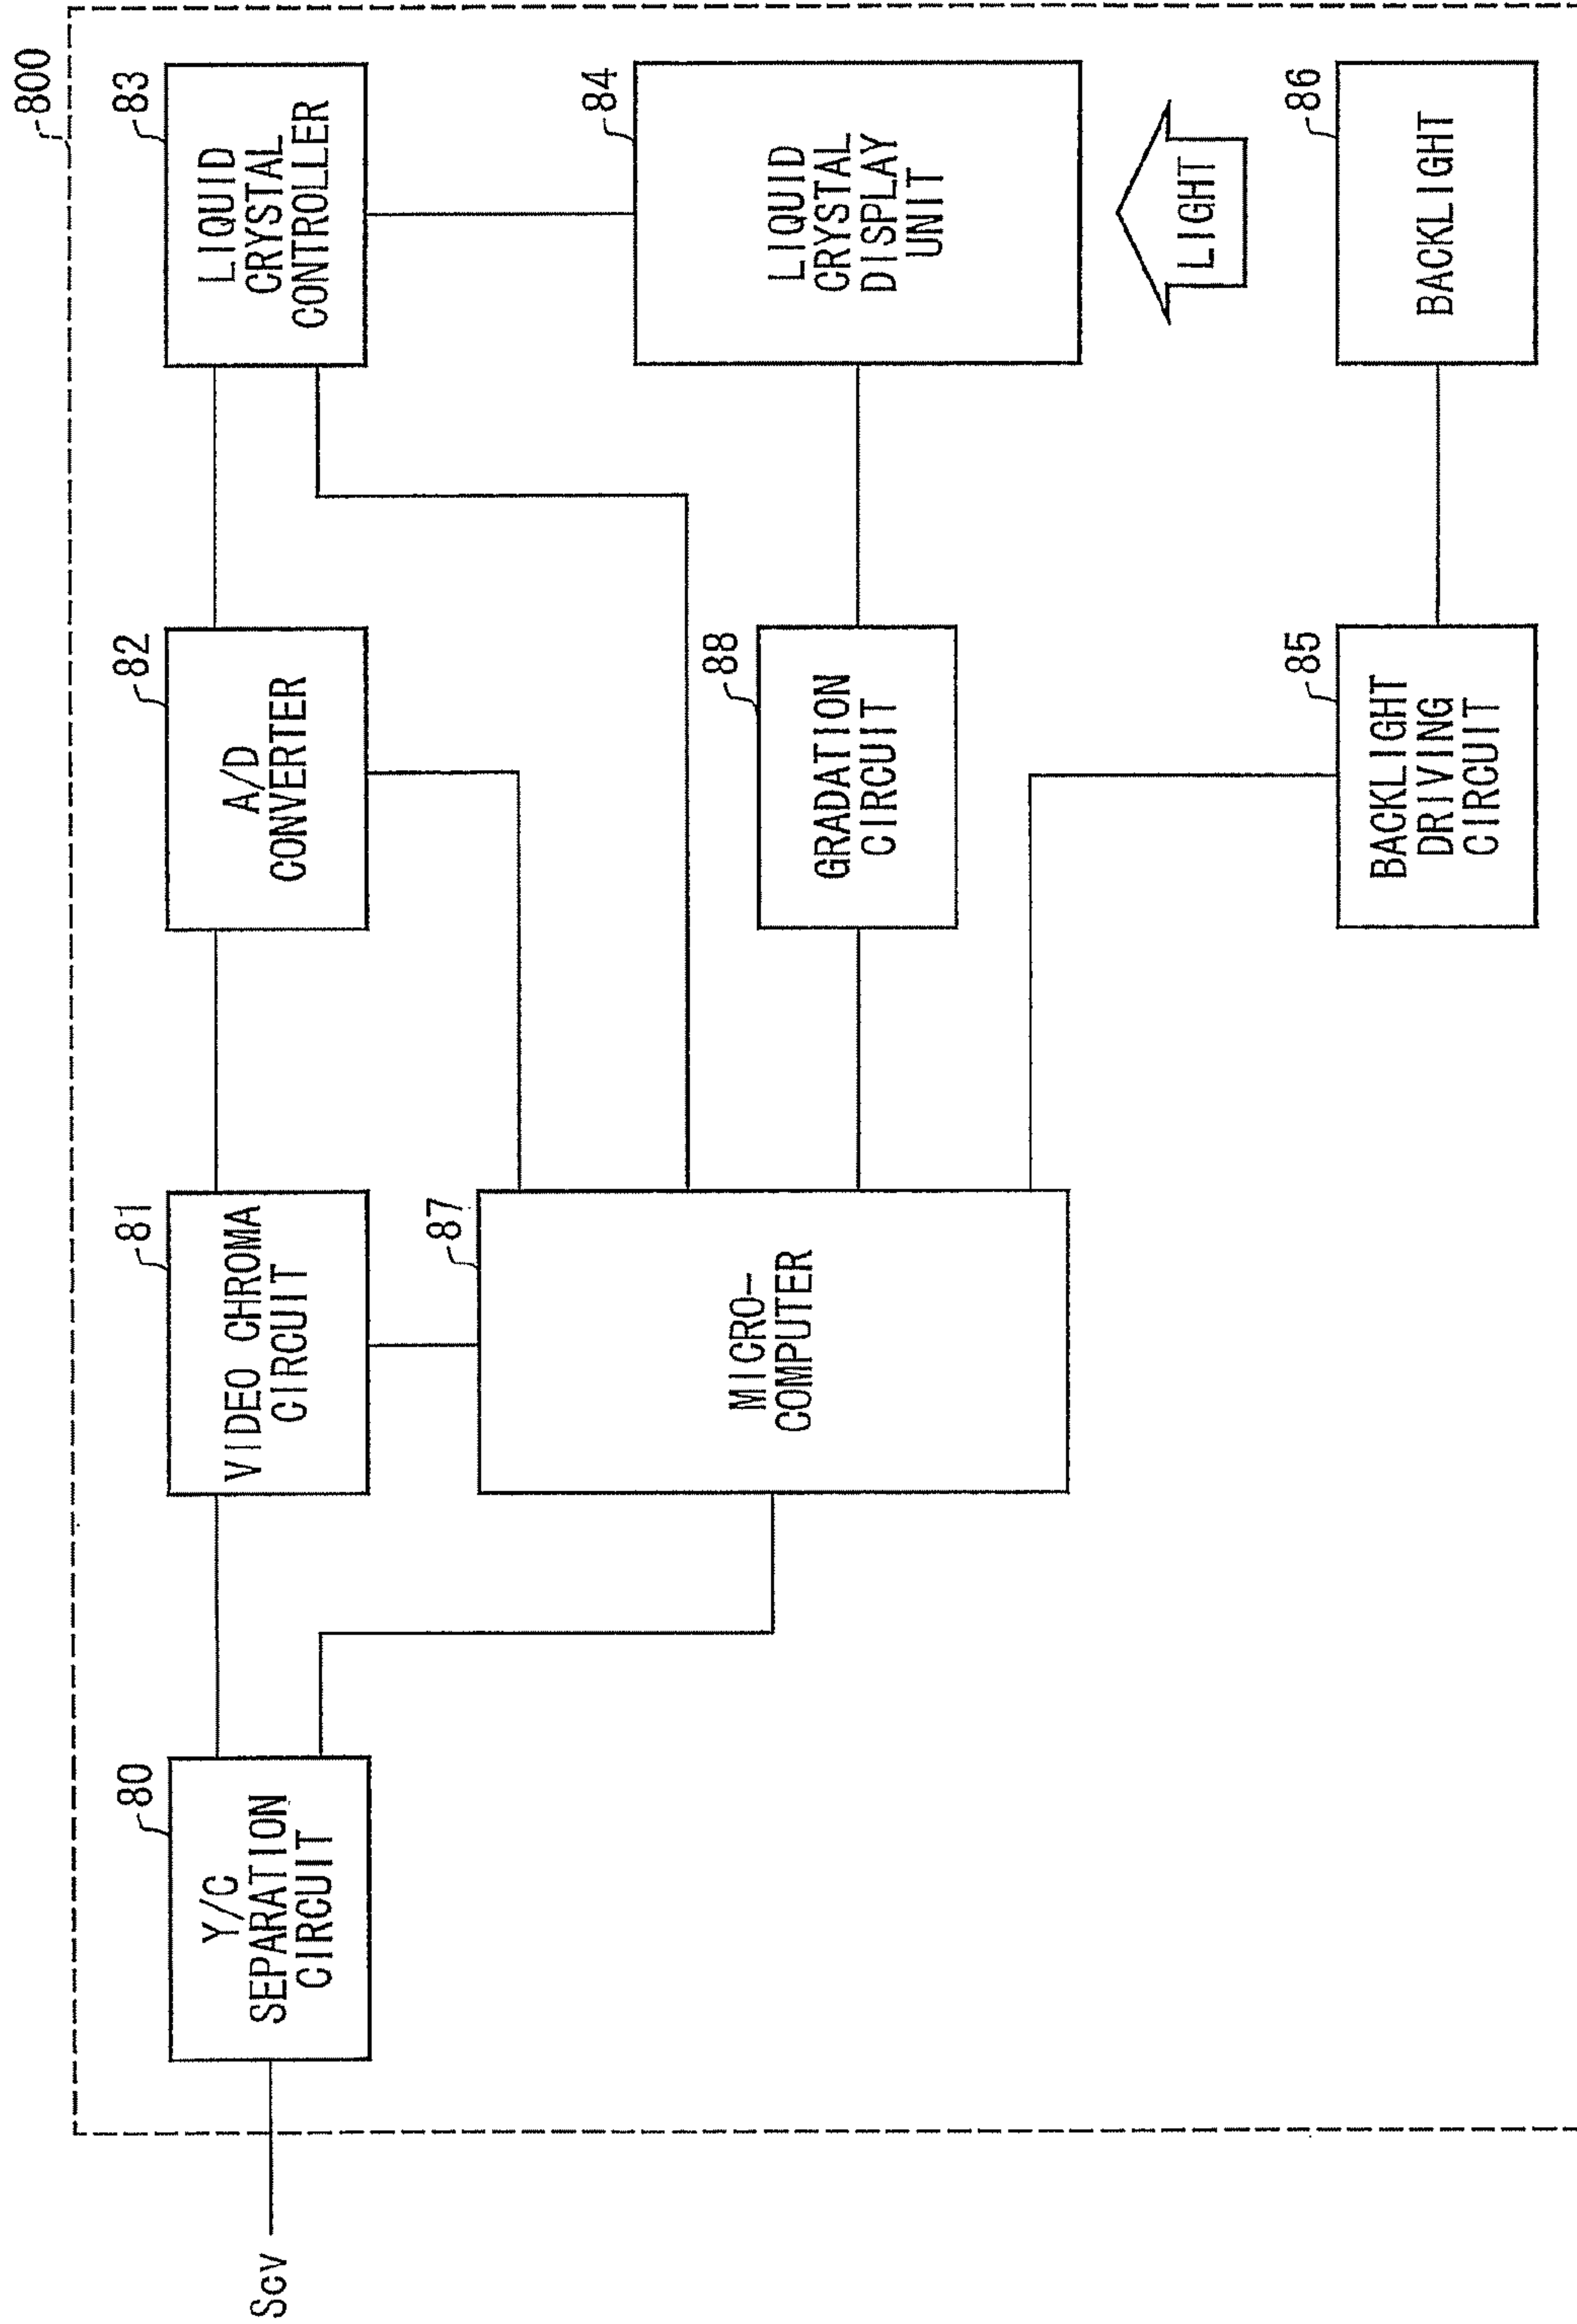 800
80
Y/C
SEPARATION
CIRCUIT
81
VIDEO CHROMA
CIRCUIT
82
A/D
CONVERTER
83
LIQUID
CRYSTAL
CONTROLLER
Scv
87
MICRO-
COMPUTER
88
GRADATION
CIRCUIT
84
LIQUID
CRYSTAL
DISPLAY
UNIT
LIGHT
85
BACKLIGHT
DRIVING
CIRCUIT
86
BACKLIGHT